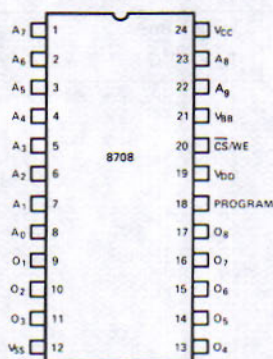 A7 1 24 VCC
A6 2 23 A8
A5 3 22 A9
A4 4 21 VBB
A3 5 20 CS/WE
8708
A2 6 19 VDD
A1 7 18 PROGRAM
A0 8 17 O8
O1 9 16 O7
O2 10 15 O6
O3 11 14 O5
VSS 12 13 O4